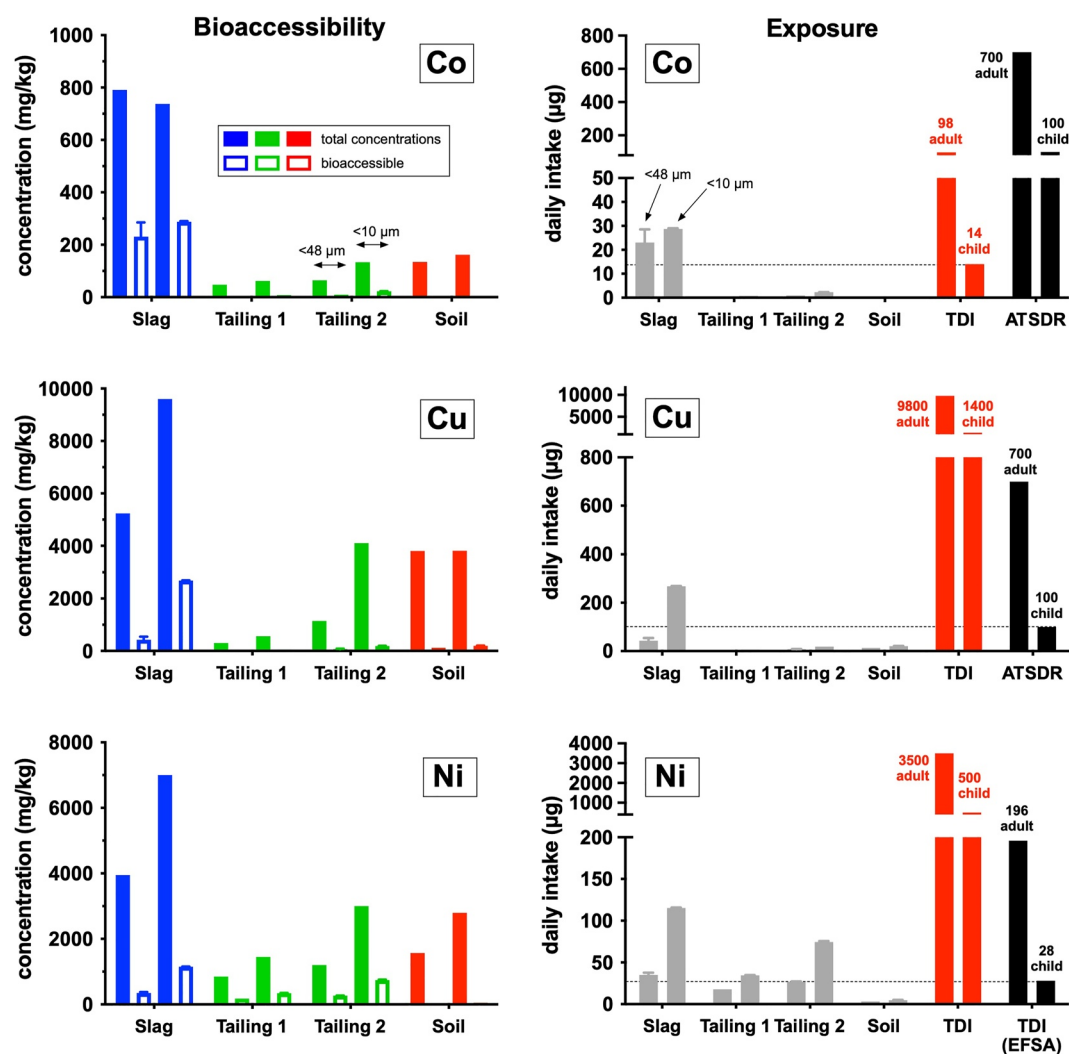 Bioaccessibility
Exposure
concentration (mg/kg)
1000
800
600
400
200
0
Co
total concentrations
bioaccessible
<48 µm
<10 µm
Slag
Tailing 1
Tailing 2
Soil
daily intake (µg)
800
600
400
200
50
40
30
20
10
0
Co
<48 µm
<10 µm
98
adult
14
child
700
adult
100
child
Slag
Tailing 1
Tailing 2
Soil
TDI
ATSDR
concentration (mg/kg)
10000
8000
6000
4000
2000
0
Cu
Slag
Tailing 1
Tailing 2
Soil
daily intake (µg)
10000
5000
800
600
400
200
0
Cu
9800
adult
1400
child
700
adult
100
child
Slag
Tailing 1
Tailing 2
Soil
TDI
ATSDR
concentration (mg/kg)
8000
6000
4000
2000
0
Ni
Slag
Tailing 1
Tailing 2
Soil
daily intake (µg)
4000
3000
2000
1000
200
150
100
50
0
Ni
3500
adult
500
child
196
adult
28
child
Slag
Tailing 1
Tailing 2
Soil
TDI
TDI
(EFSA)